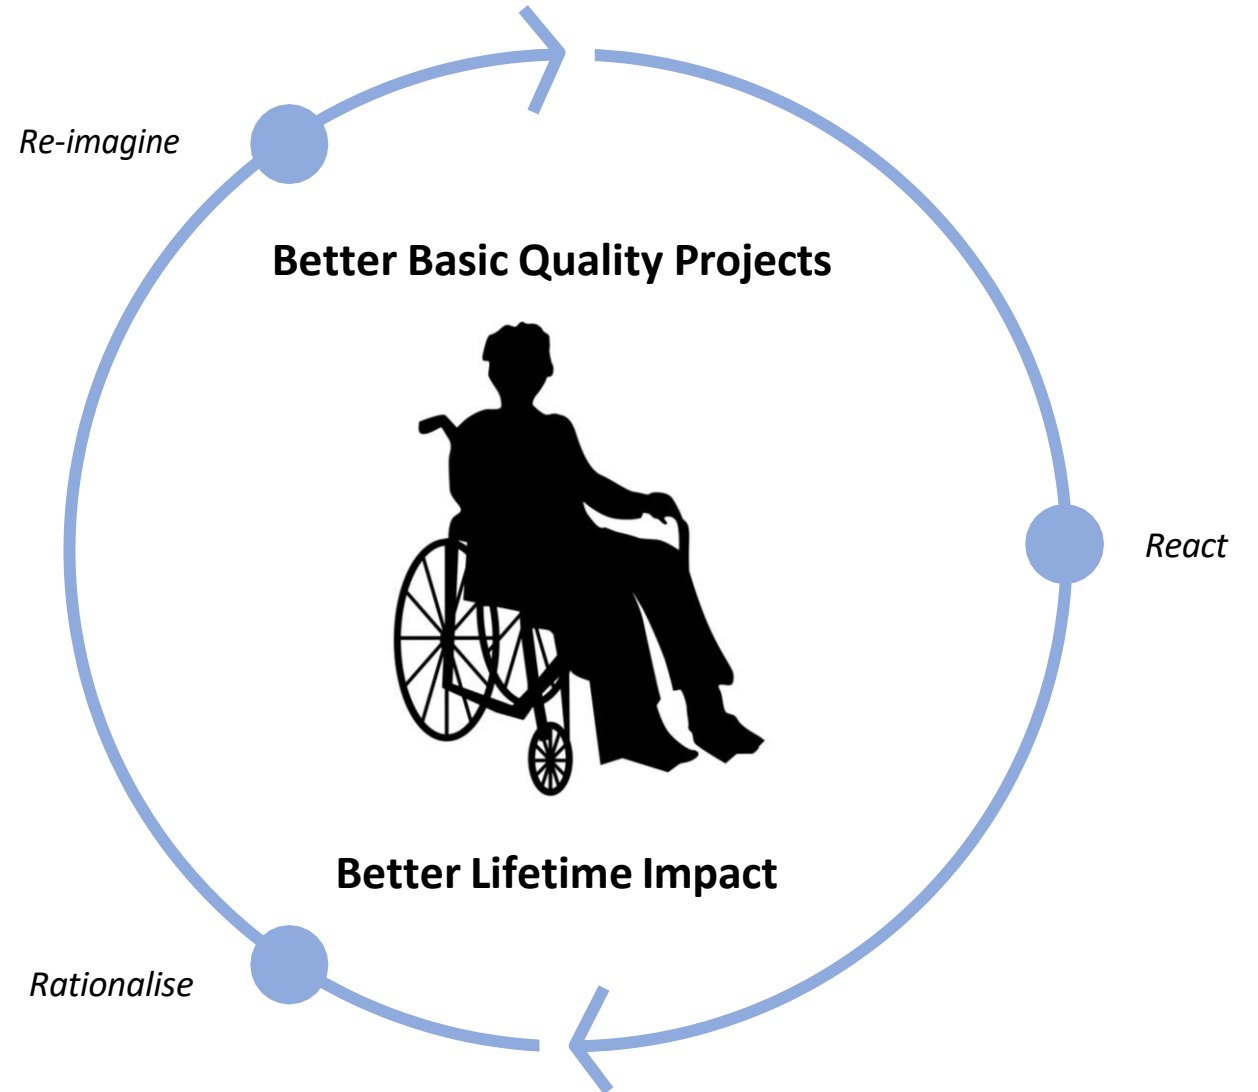 Re-imagine
Better Basic Quality Projects
React
Better Lifetime Impact
Rationalise